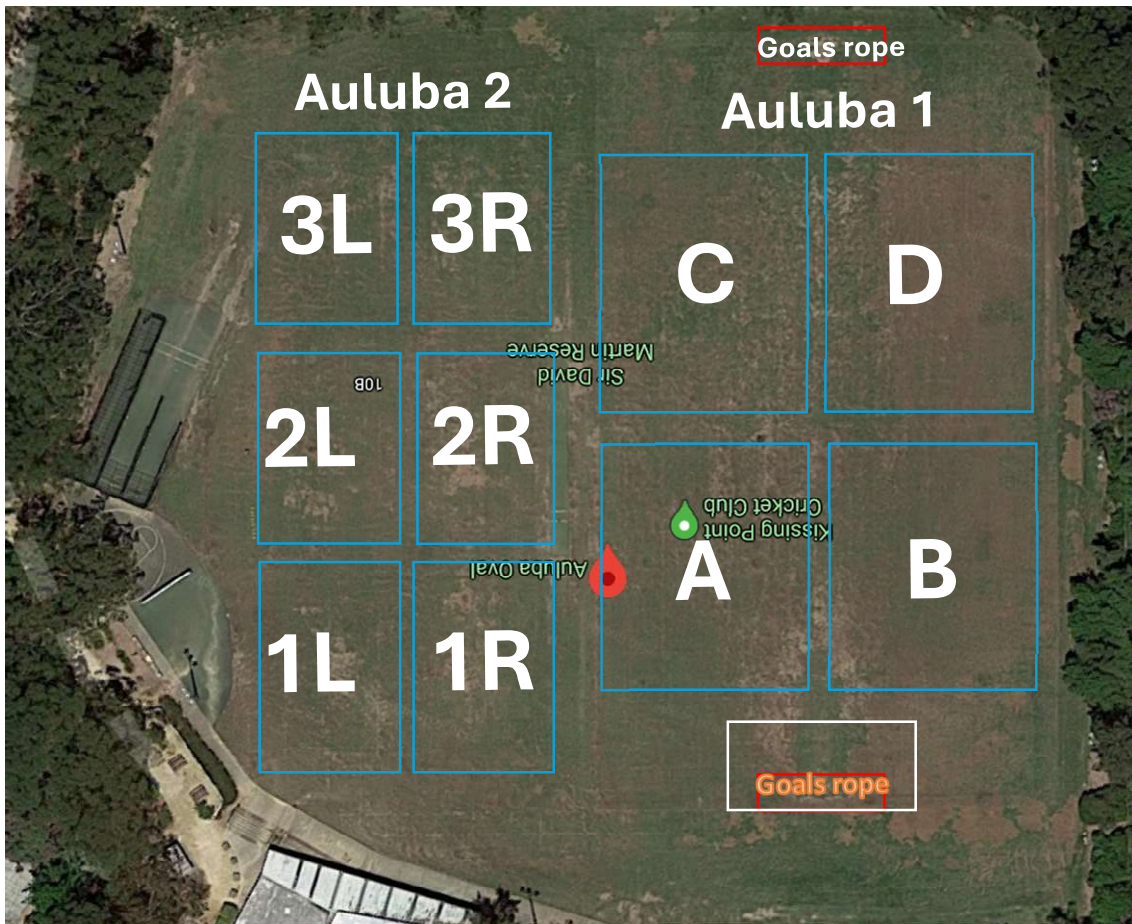 Goals rope
Auluba 2
Auluba 1
3L
3R
C
D
Sir David
Martin Reserve
10B
2L
2R
Kissing Point
Cricket Club
Auluba Oval
A
B
1L
1R
Goals rope